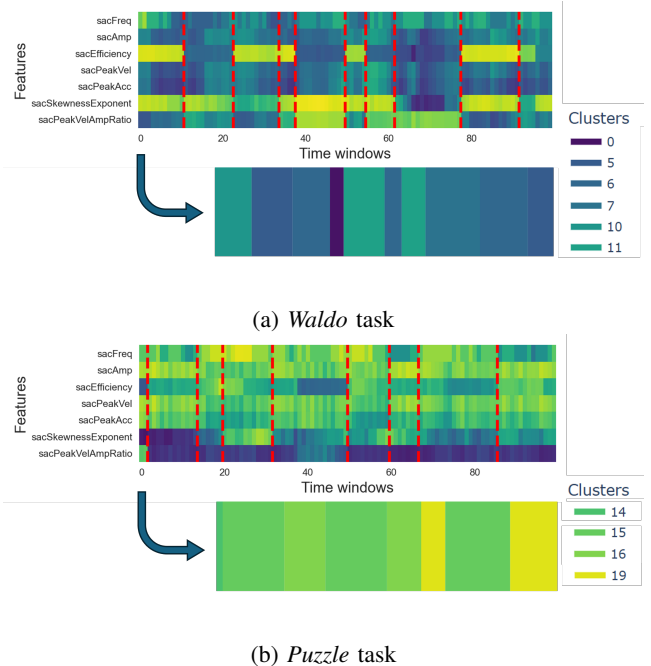 Features
sacFreq
sacAmp
sacEfficiency
sacPeakVel
sacPeakAcc
sacSkewnessExponent
sacPeakVelAmpRatio
0 20 40 60 80
Time windows
Clusters
0
5
6
7
10
11
(a) Waldo task
Features
sacFreq
sacAmp
sacEfficiency
sacPeakVel
sacPeakAcc
sacSkewnessExponent
sacPeakVelAmpRatio
0 20 40 60 80
Time windows
Clusters
14
15
16
19
(b) Puzzle task